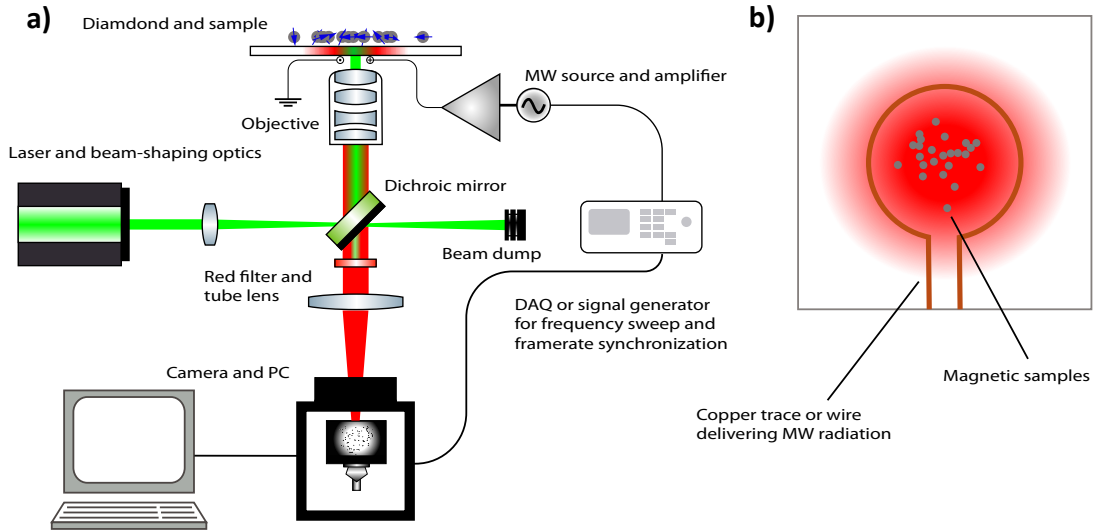 a)
Diamdond and sample
MW source and amplifier
Objective
Laser and beam-shaping optics
Dichroic mirror
Beam dump
Red filter and
tube lens
DAQ or signal generator
for frequency sweep and
framerate synchronization
Camera and PC
b)
Magnetic samples
Copper trace or wire
delivering MW radiation